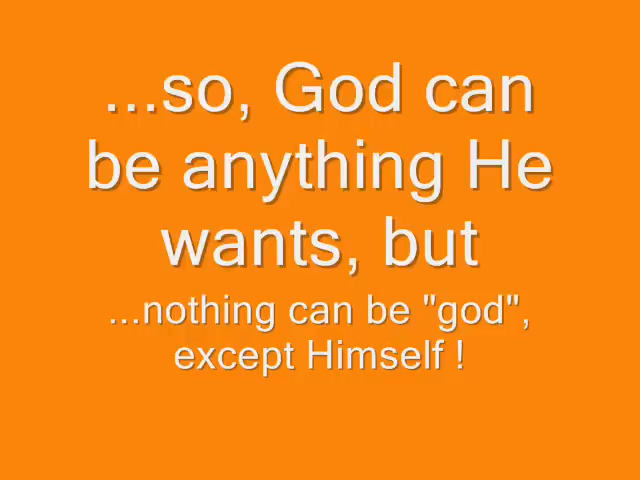 ...so, God can
be anything He
wants, but
...nothing can be "god",
except Himself !